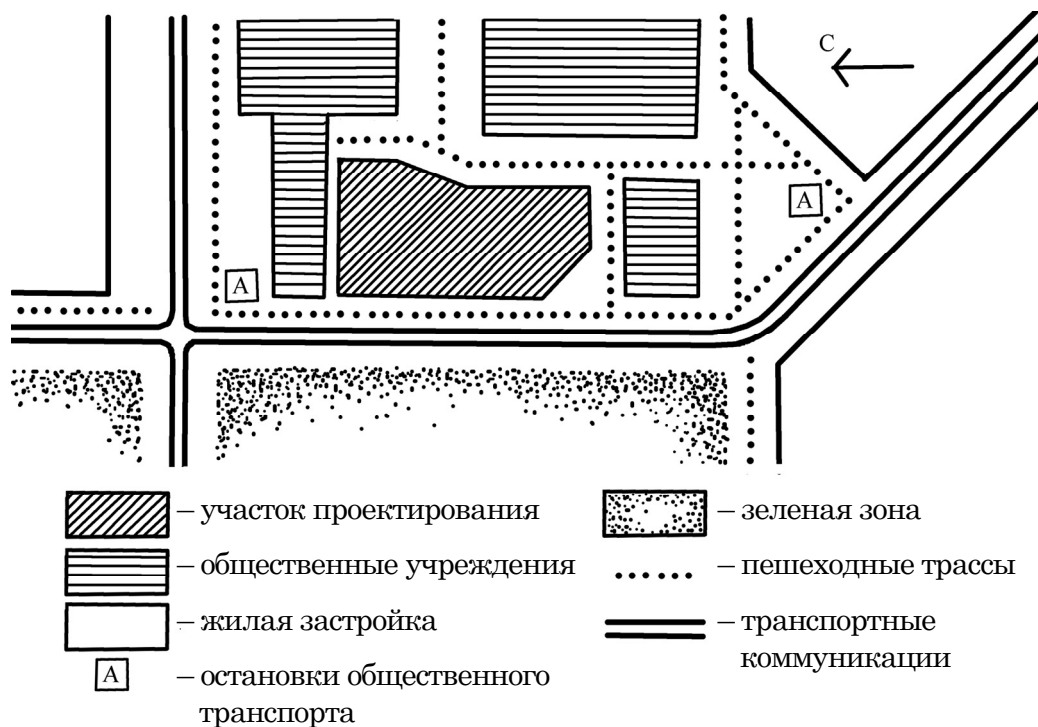 С
А
А
– участок проектирования
– зеленая зона
– общественные учреждения
– пешеходные трассы
– жилая застройка
– транспортные
коммуникации
А
– остановки общественного
транспорта